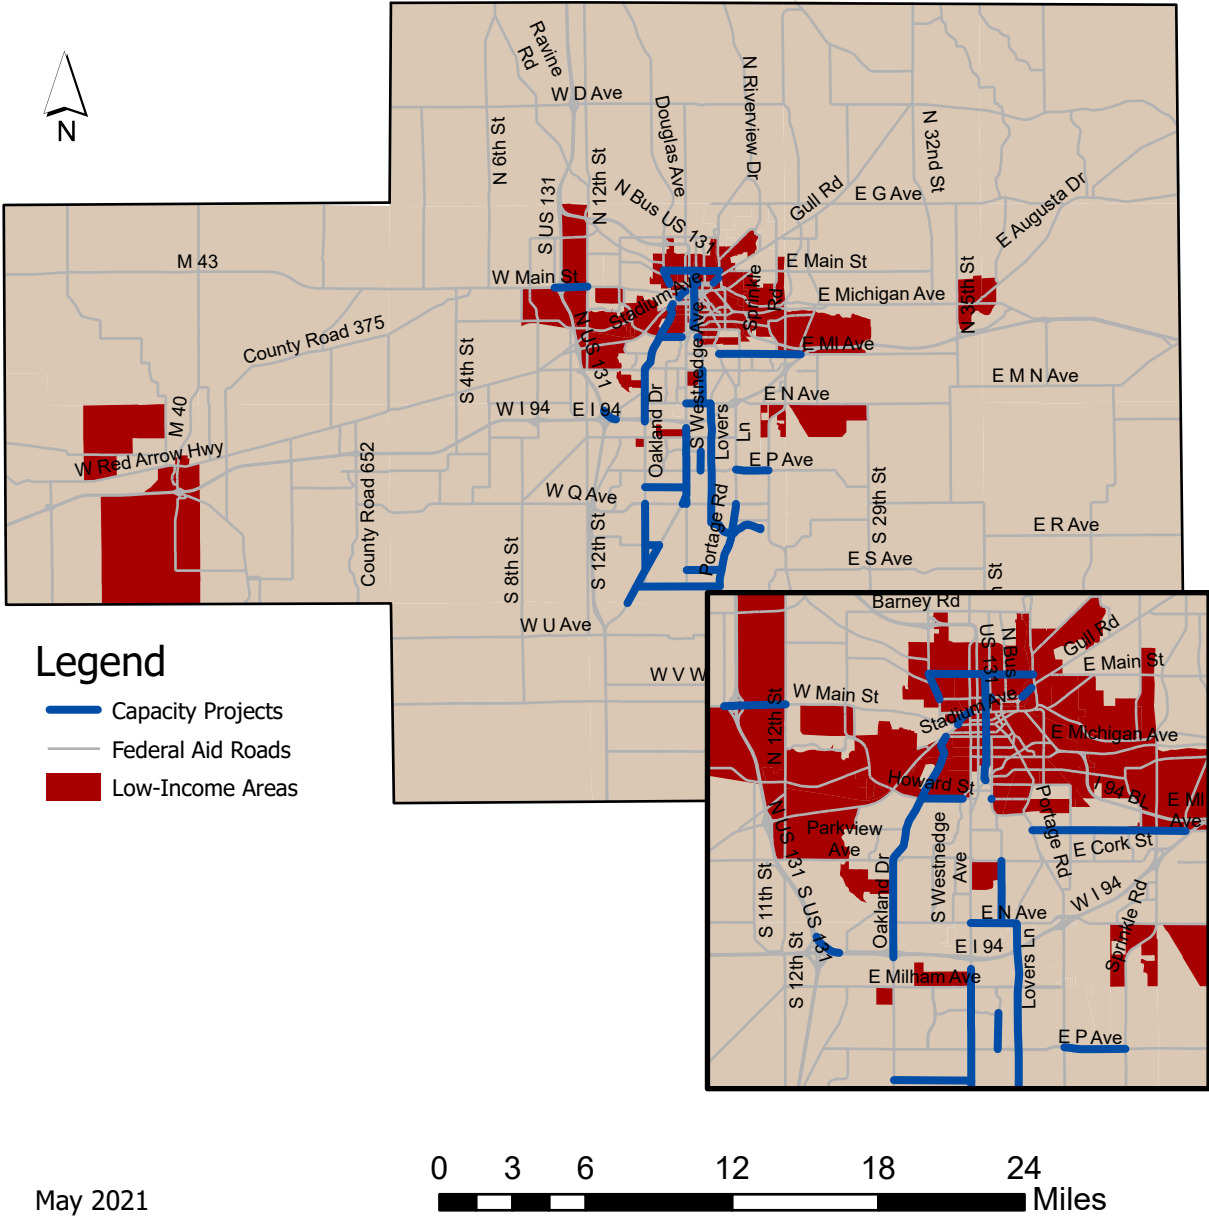 N
Ravine
Rd
W D Ave
N 6th St
N 12th St
S US 131
Douglas Ave
N Riverview Dr
N Bus US 131
Gull Rd
E G Ave
N 32nd St
E Augusta Dr
M 43
W Main St
E Main St
Stadium Ave
Sprinkle
Rd
E Michigan Ave
N 35th St
County Road 375
N US 131
S Westnedge Ave
E MI Ave
S 4th St
E M N Ave
E N Ave
M 40
W I 94
E I 94
Oakland Dr
Lovers
Ln
W Red Arrow Hwy
County Road 652
E P Ave
W Q Ave
S 12th St
Portage Rd
S 29th St
E R Ave
S 8th St
E S Ave
n St
W U Ave
W V W
Legend
Capacity Projects
Federal Aid Roads
Low-Income Areas
Barney Rd
US 131
N Bus
Gull Rd
E Main St
W Main St
N 12th St
Stadium Ave
E Michigan Ave
Howard St
I 94 BL
E MI
Ave
Portage Rd
N US 131
Parkview
Ave
S Westnedge
Ave
E Cork St
S 11th St
S US 131
Oakland Dr
W I 94
E N Ave
Sprinkle Rd
S 12th St
E I 94
Lovers Ln
E Milham Ave
E P Ave
0 3 6 12 18 24
Miles
May 2021